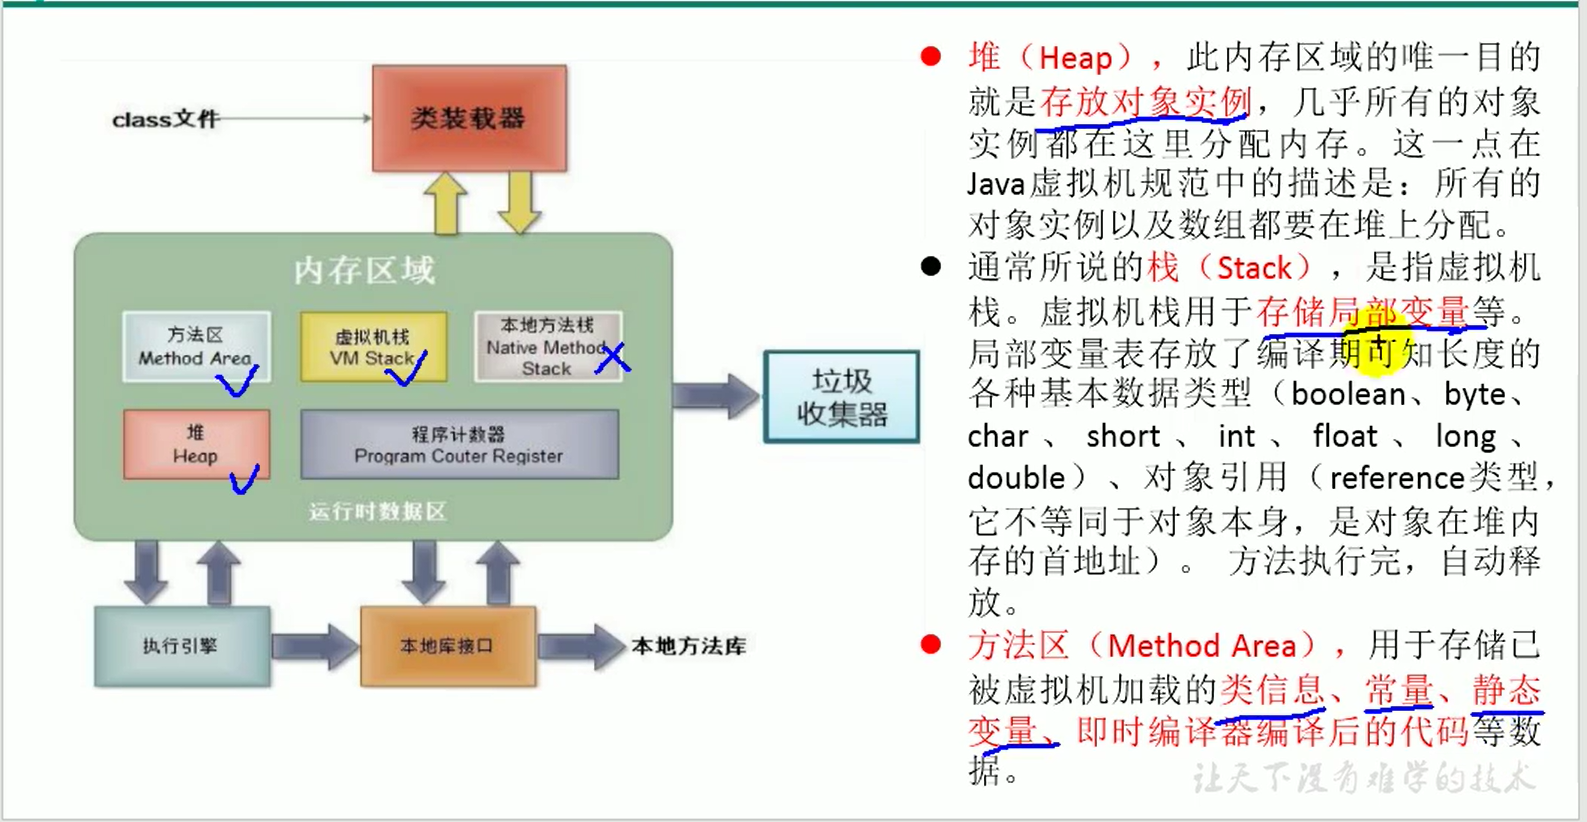 class文件
类装载器
内存区域
方法区
Method Area
虚拟机栈
VM Stack
本地方法栈
Native Method
Stack
堆
Heap
程序计数器
Program Couter Register
运行时数据区
垃圾
收集器
执行引擎
本地库接口
本地方法库
堆（Heap），此内存区域的唯一目的
就是存放对象实例，几乎所有的对象
实例都在这里分配内存。这一点在
Java虚拟机规范中的描述是：所有的
对象实例以及数组都要在堆上分配。
通常所说的栈（Stack），是指虚拟机
栈。虚拟机栈用于存储局部变量等。
局部变量表存放了编译期可知长度的
各种基本数据类型（boolean、byte、
char 、 short 、 int 、 float 、 long 、
double）、对象引用（reference类型，
它不等同于对象本身，是对象在堆内
存的首地址）。 方法执行完，自动释
放。
方法区（Method Area），用于存储已
被虚拟机加载的类信息、常量、静态
变量、即时编译器编译后的代码等数
据。
让天下没有难学的技术